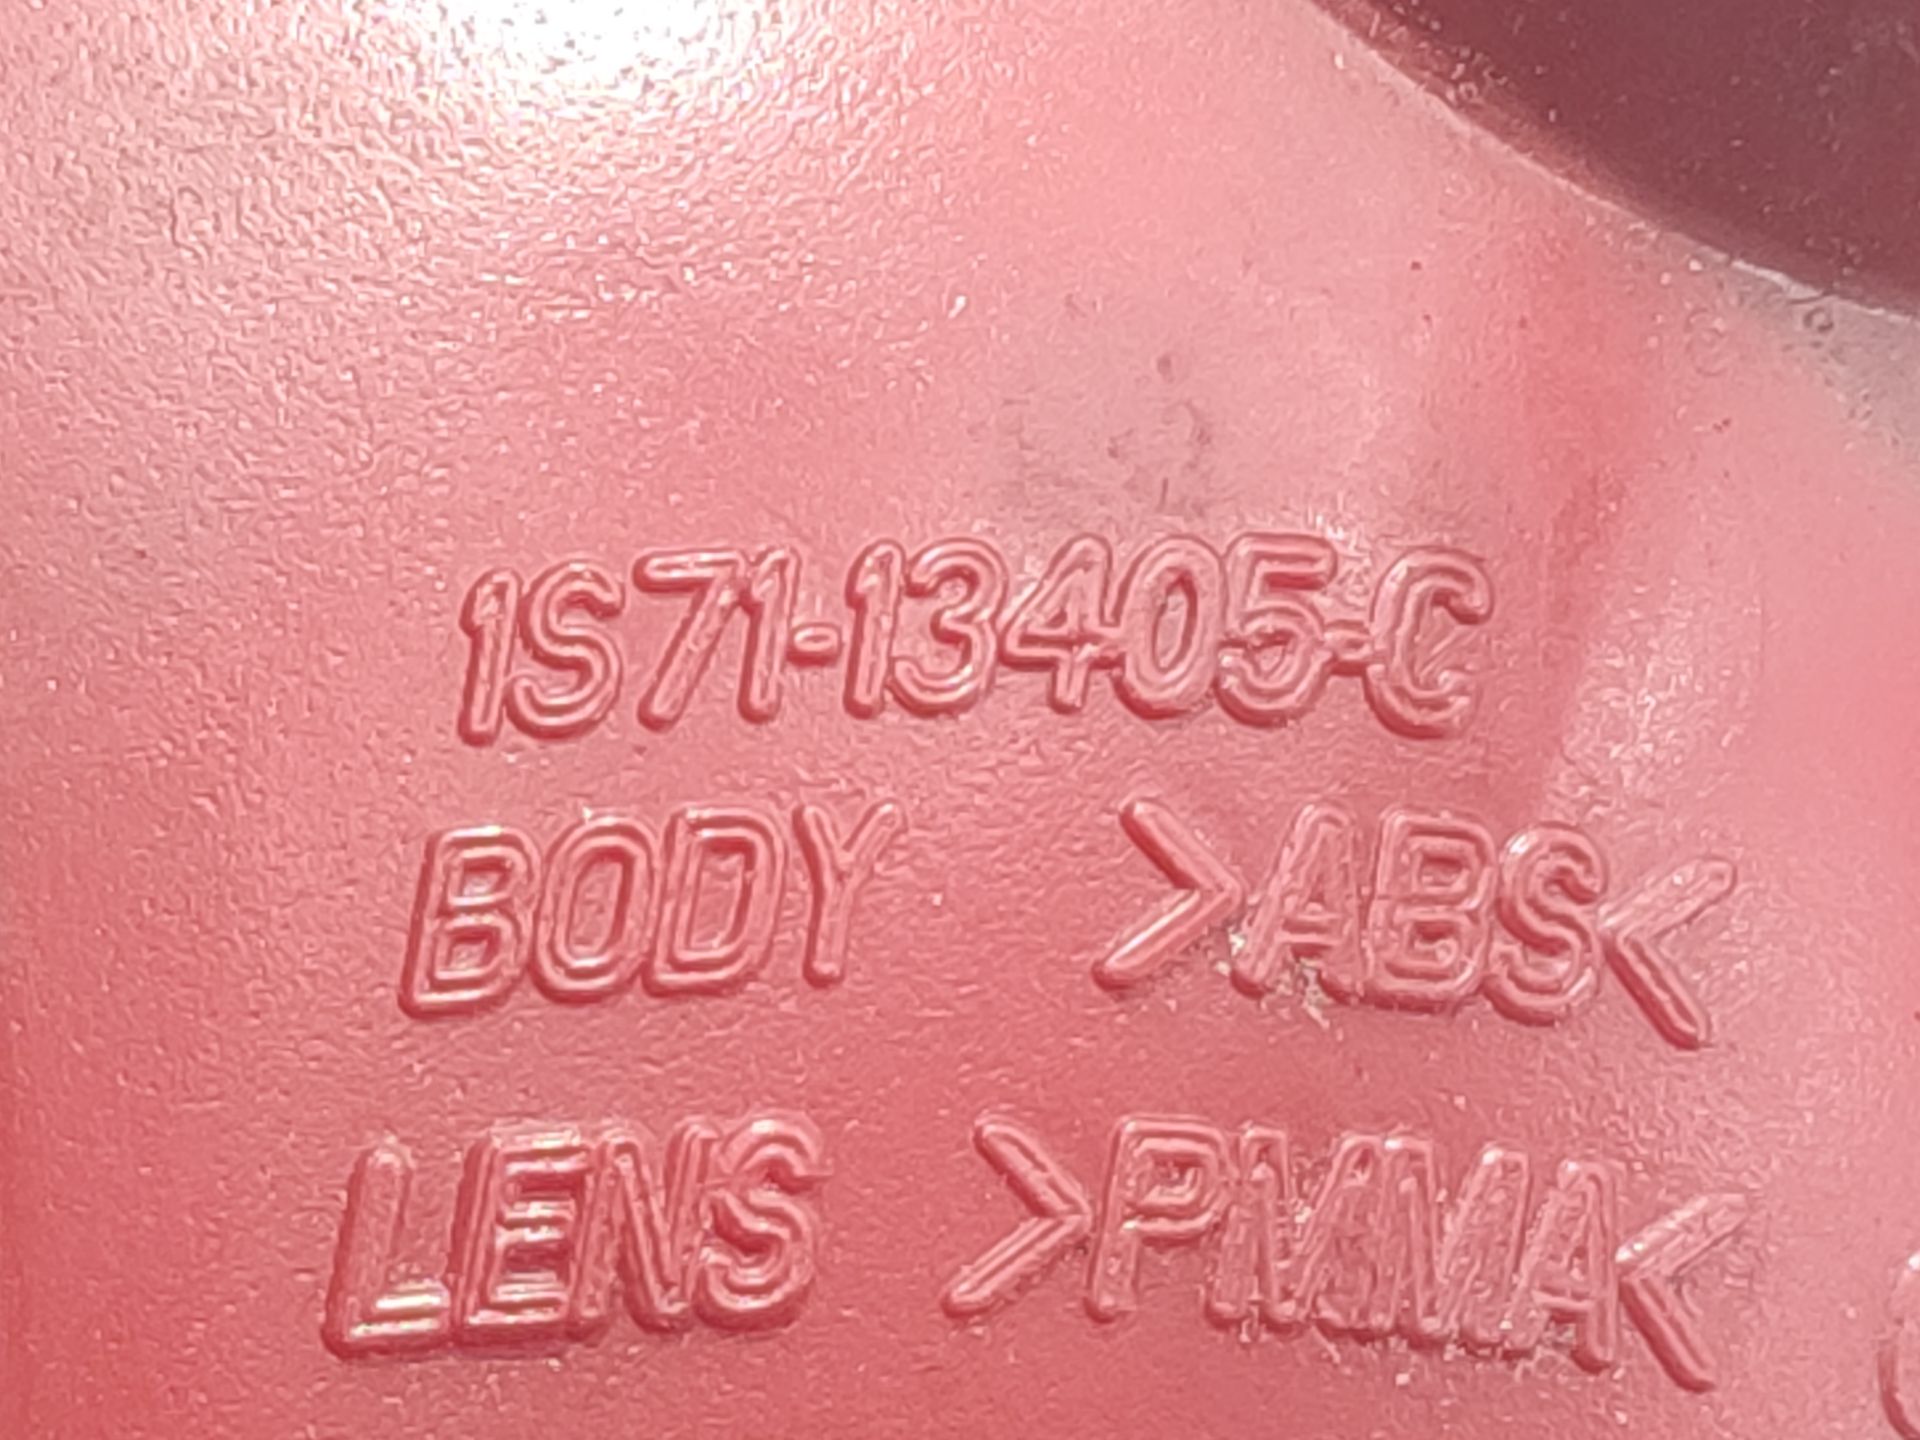 1S71-13405-C
BODY >ABS<
LENS >PMMA<